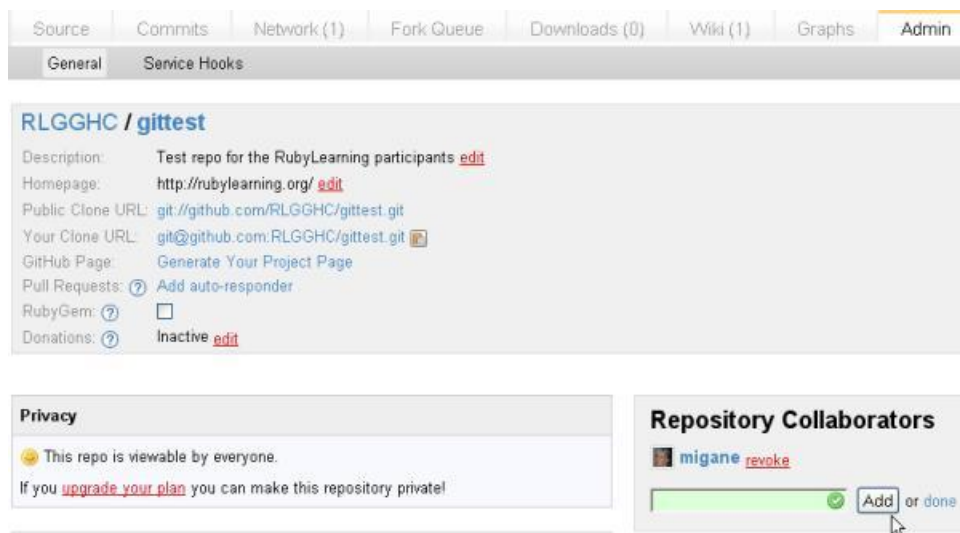 Source Commits Network (1) Fork Queue Downloads (0) Wiki (1) Graphs Admin
General Service Hooks
RLGGHC / gittest
Description: Test repo for the RubyLearning participants edit
Homepage: http://rubylearning.org/ edit
Public Clone URL: git://github.com/RLGGHC/gittest.git
Your Clone URL: git@github.com:RLGGHC/gittest.git
GitHub Page: Generate Your Project Page
Pull Requests: ? Add auto-responder
RubyGem: ?
Donations: ? Inactive edit
Privacy
This repo is viewable by everyone.
If you upgrade your plan you can make this repository private!
Repository Collaborators
migane revoke
Add or done